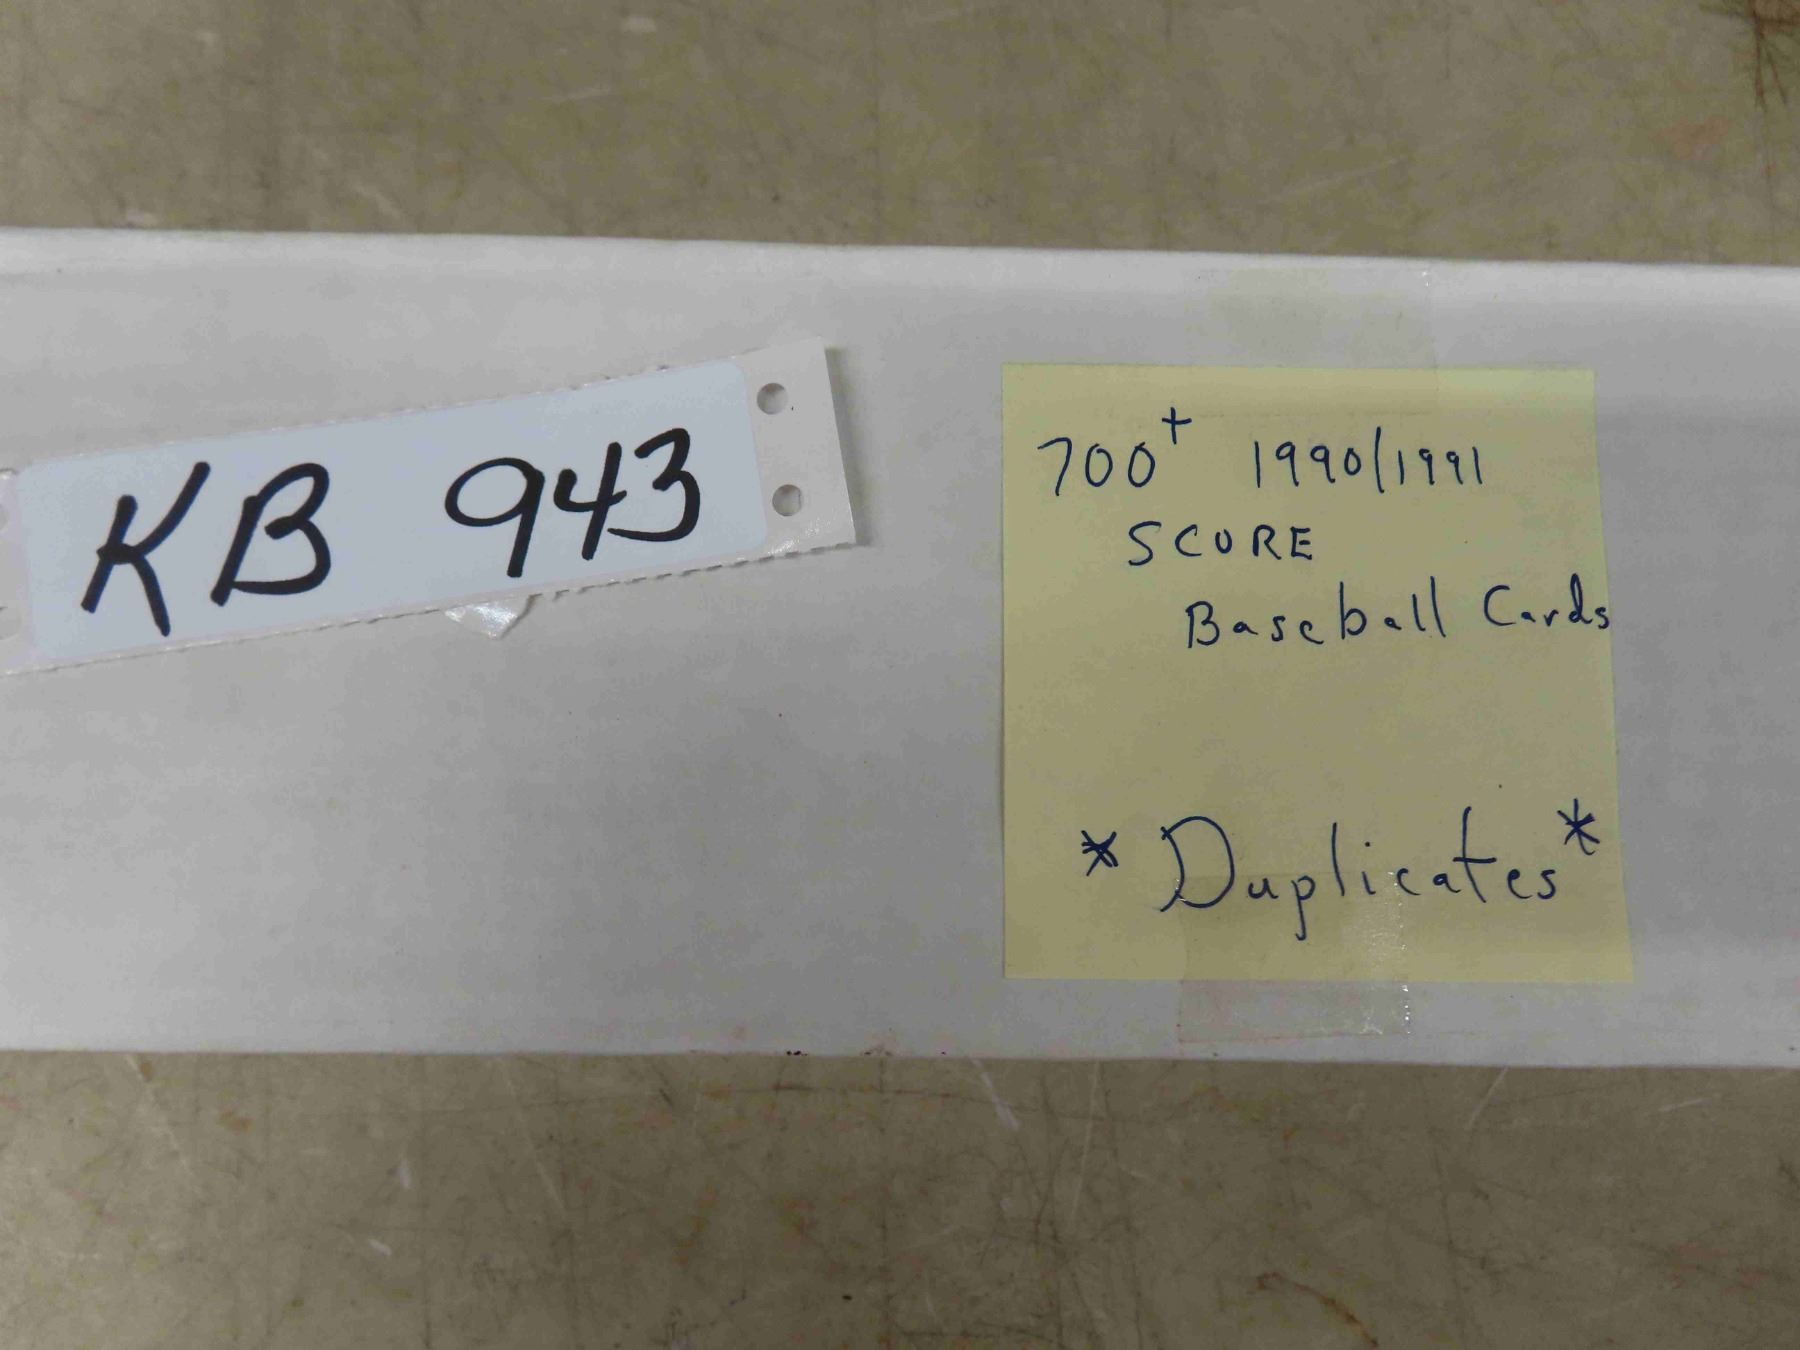 KB 943
700+ 1990/1991
SCORE
Baseball Cards
* Duplicates *